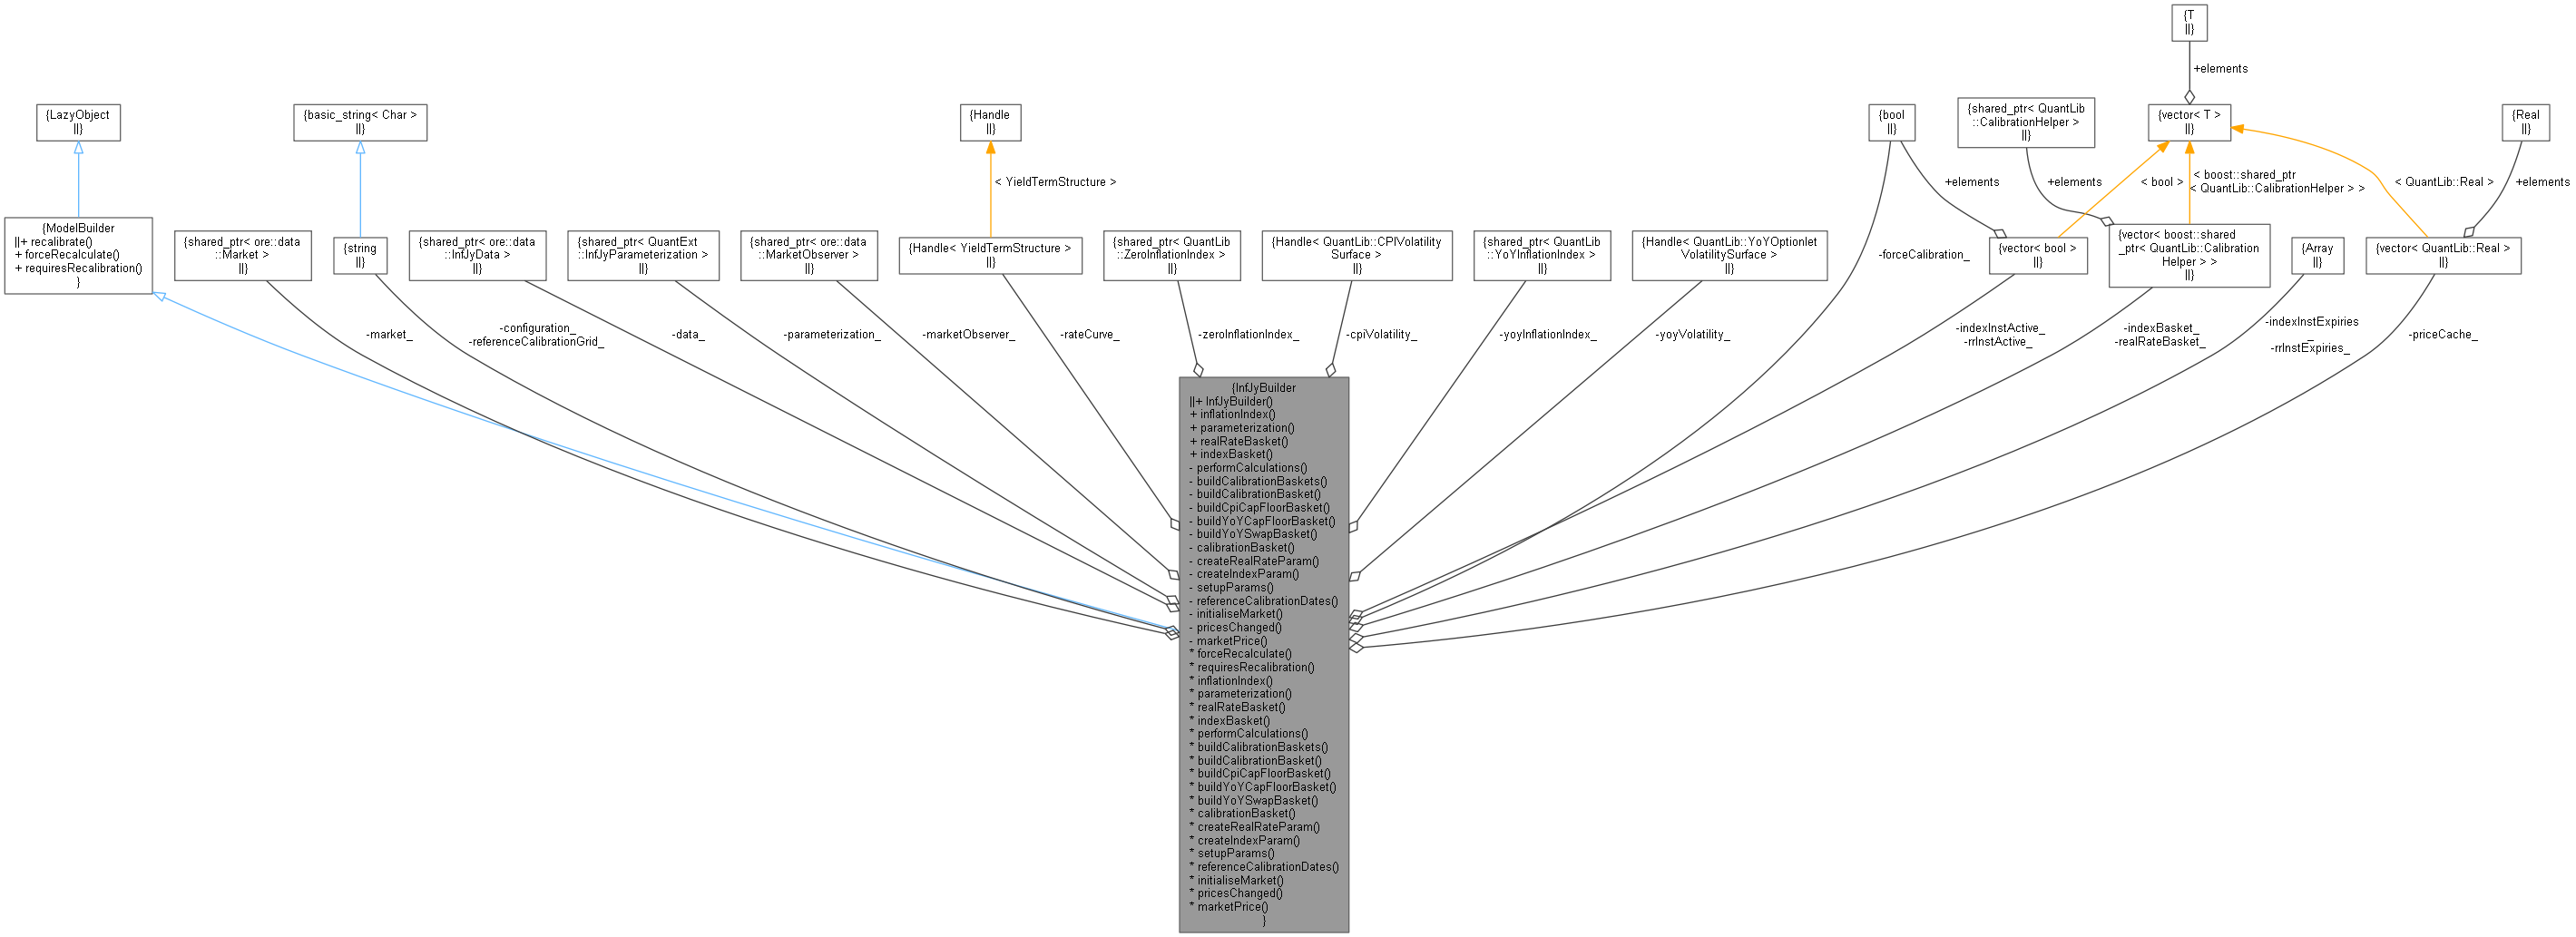 {T
||}
+elements
{LazyObject
||}
{basic_string< Char >
||}
{Handle
||}
{bool
||}
{shared_ptr< QuantLib
::CalibrationHelper >
||}
{vector< T >
||}
{Real
||}
< YieldTermStructure >
+elements
+elements
< bool >
< boost::shared_ptr
< QuantLib::CalibrationHelper > >
< QuantLib::Real >
+elements
{ModelBuilder
||+ recalibrate()
+ forceRecalculate()
+ requiresRecalibration()
}
{shared_ptr< ore::data
::Market >
||}
{string
||}
{shared_ptr< ore::data
::InfJyData >
||}
{shared_ptr< QuantExt
::InfJyParameterization >
||}
{shared_ptr< ore::data
::MarketObserver >
||}
{Handle< YieldTermStructure >
||}
{shared_ptr< QuantLib
::ZeroInflationIndex >
||}
{Handle< QuantLib::CPIVolatility
Surface >
||}
{shared_ptr< QuantLib
::YoYInflationIndex >
||}
{Handle< QuantLib::YoYOptionlet
VolatilitySurface >
||}
-forceCalibration_
{vector< bool >
||}
{vector< boost::shared
_ptr< QuantLib::Calibration
Helper > >
||}
{Array
||}
{vector< QuantLib::Real >
||}
-market_
-configuration_
-referenceCalibrationGrid_
-data_
-parameterization_
-marketObserver_
-rateCurve_
-zeroInflationIndex_
-cpiVolatility_
-yoyInflationIndex_
-yoyVolatility_
-indexInstActive_
-rrInstActive_
-indexBasket_
-realRateBasket_
-indexInstExpiries
_
-rrInstExpiries_
-priceCache_
{InfJyBuilder
||+ InfJyBuilder()
+ inflationIndex()
+ parameterization()
+ realRateBasket()
+ indexBasket()
- performCalculations()
- buildCalibrationBaskets()
- buildCalibrationBasket()
- buildCpiCapFloorBasket()
- buildYoYCapFloorBasket()
- buildYoYSwapBasket()
- calibrationBasket()
- createRealRateParam()
- createIndexParam()
- setupParams()
- referenceCalibrationDates()
- initialiseMarket()
- pricesChanged()
- marketPrice()
* forceRecalculate()
* requiresRecalibration()
* inflationIndex()
* parameterization()
* realRateBasket()
* indexBasket()
* performCalculations()
* buildCalibrationBaskets()
* buildCalibrationBasket()
* buildCpiCapFloorBasket()
* buildYoYCapFloorBasket()
* buildYoYSwapBasket()
* calibrationBasket()
* createRealRateParam()
* createIndexParam()
* setupParams()
* referenceCalibrationDates()
* initialiseMarket()
* pricesChanged()
* marketPrice()
}